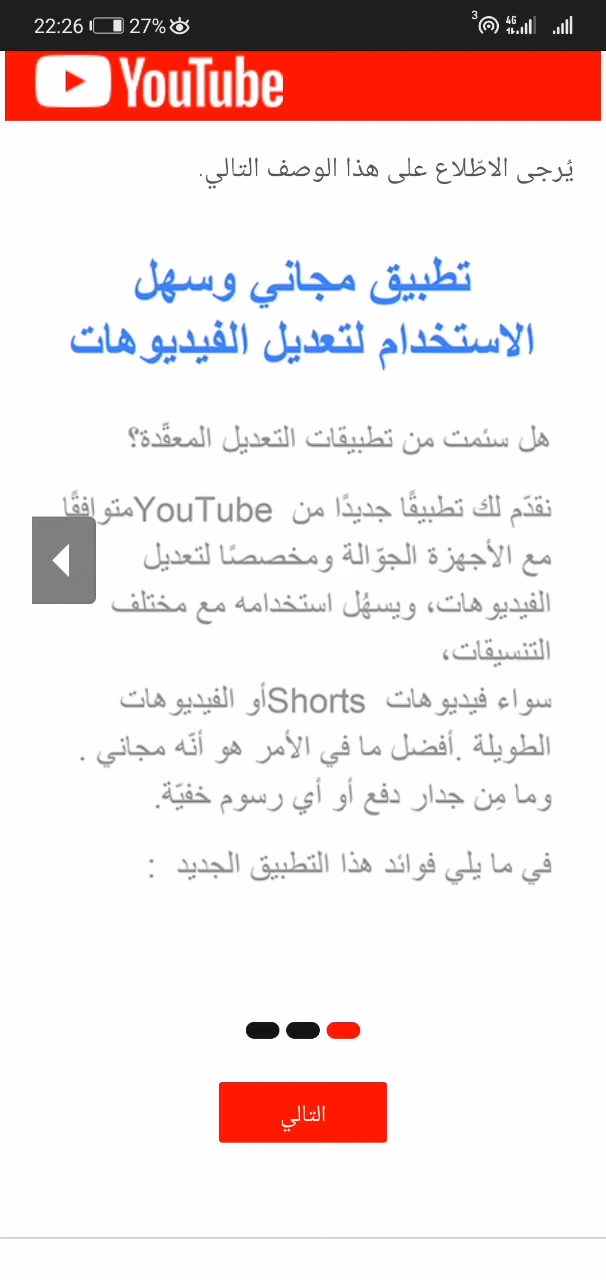 22:26 27%
3 4G
YouTube
يُرجى الاطّلاع على هذا الوصف التالي.
تطبيق مجاني وسهل
الاستخدام لتعديل الفيديوهات
هل سئمت من تطبيقات التعديل المعقَّدة؟
نقدّم لك تطبيقًا جديدًا من YouTubeمتوافقًا
مع الأجهزة الجوّالة ومخصصًا لتعديل
الفيديوهات، ويسهُل استخدامه مع مختلف
التنسيقات،
سواء فيديوهات Shortsأو الفيديوهات
الطويلة .أفضل ما في الأمر هو أنّه مجاني .
وما مِن جدار دفع أو أي رسوم خفيّة.
في ما يلي فوائد هذا التطبيق الجديد :
التالي